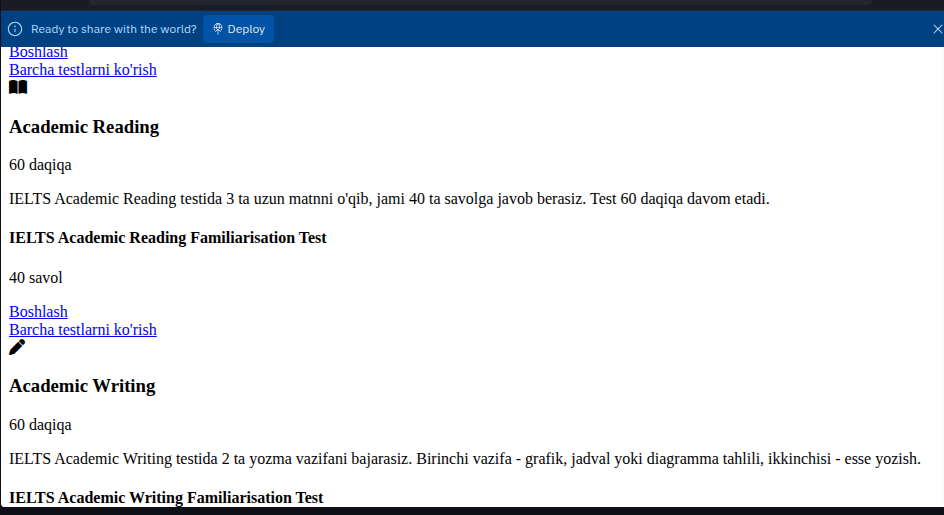 Ready to share with the world? Deploy
Boshlash
Barcha testlarni ko'rish
Academic Reading
60 daqiqa
IELTS Academic Reading testida 3 ta uzun matnni o'qib, jami 40 ta savolga javob berasiz. Test 60 daqiqa davom etadi.
IELTS Academic Reading Familiarisation Test
40 savol
Boshlash
Barcha testlarni ko'rish
Academic Writing
60 daqiqa
IELTS Academic Writing testida 2 ta yozma vazifani bajarasiz. Birinchi vazifa - grafik, jadval yoki diagramma tahlili, ikkinchisi - esse yozish.
IELTS Academic Writing Familiarisation Test